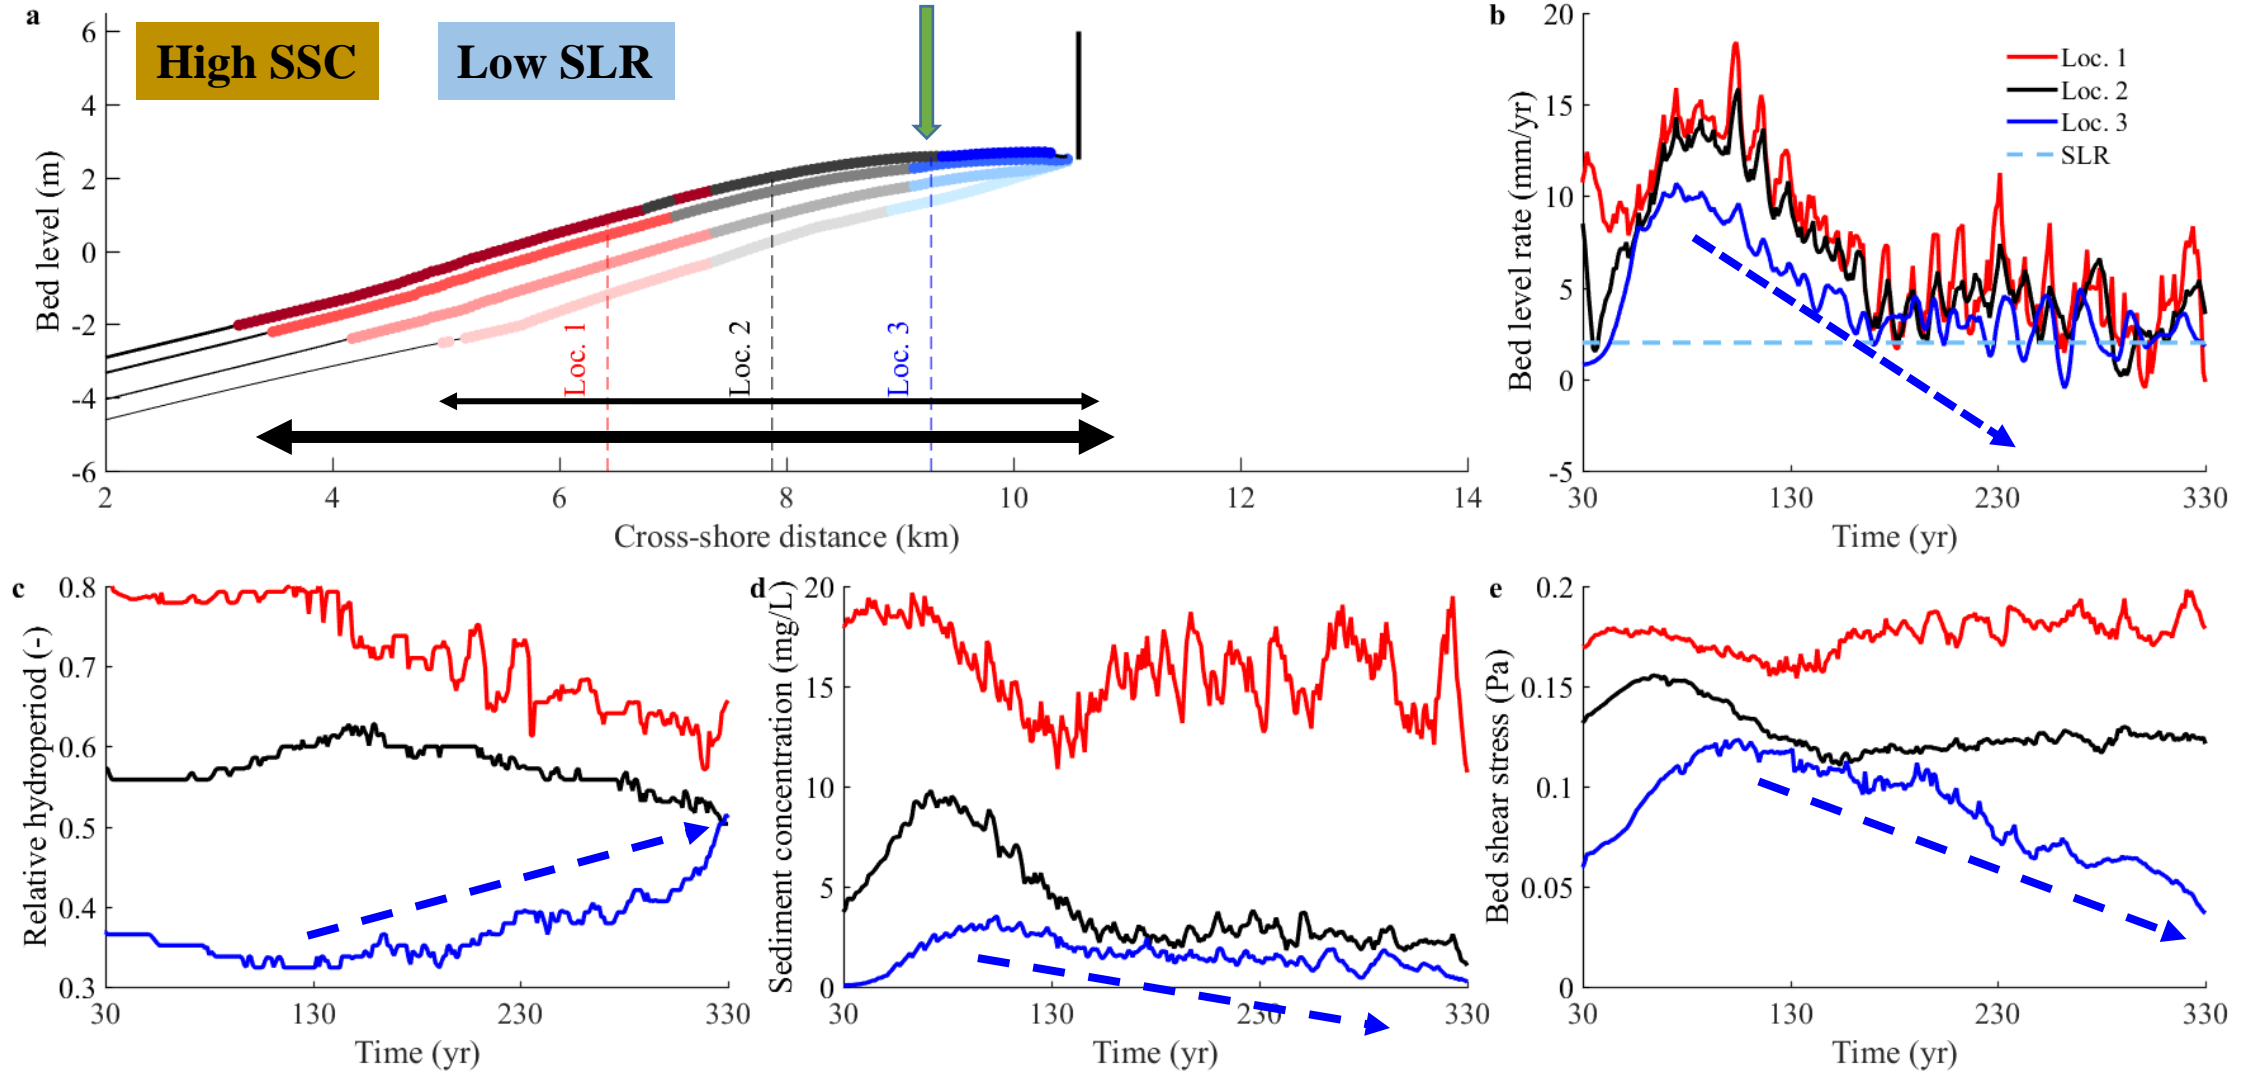 a
High SSC
Low SLR
6
4
2
0
-2
-4
-6
Bed level (m)
Loc. 1
Loc. 2
Loc. 3
2
4
6
8
10
12
14
Cross-shore distance (km)
b
20
15
10
5
0
-5
Bed level rate (mm/yr)
Loc. 1
Loc. 2
Loc. 3
SLR
30
130
230
330
Time (yr)
c
0.8
0.7
0.6
0.5
0.4
0.3
Relative hydroperiod (-)
30
130
230
330
Time (yr)
d
20
15
10
5
0
Sediment concentration (mg/L)
30
130
230
330
Time (yr)
e
0.2
0.15
0.1
0.05
0
Bed shear stress (Pa)
30
130
230
330
Time (yr)